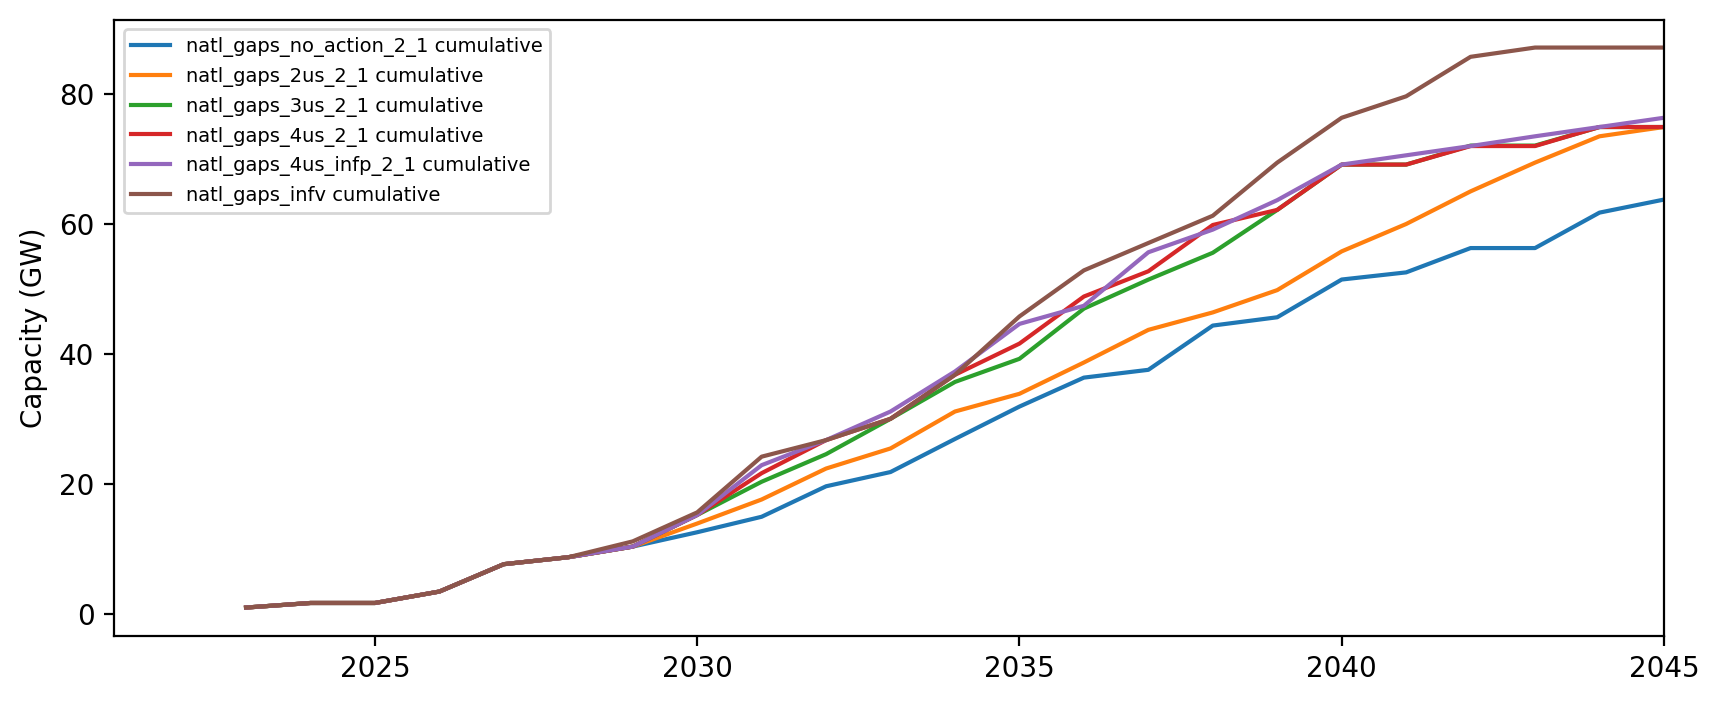 natl_gaps_no_action_2_1 cumulative
natl_gaps_2us_2_1 cumulative
natl_gaps_3us_2_1 cumulative
natl_gaps_4us_2_1 cumulative
natl_gaps_4us_infp_2_1 cumulative
natl_gaps_infv cumulative
Capacity (GW)
80
60
40
20
0
2025 2030 2035 2040 2045